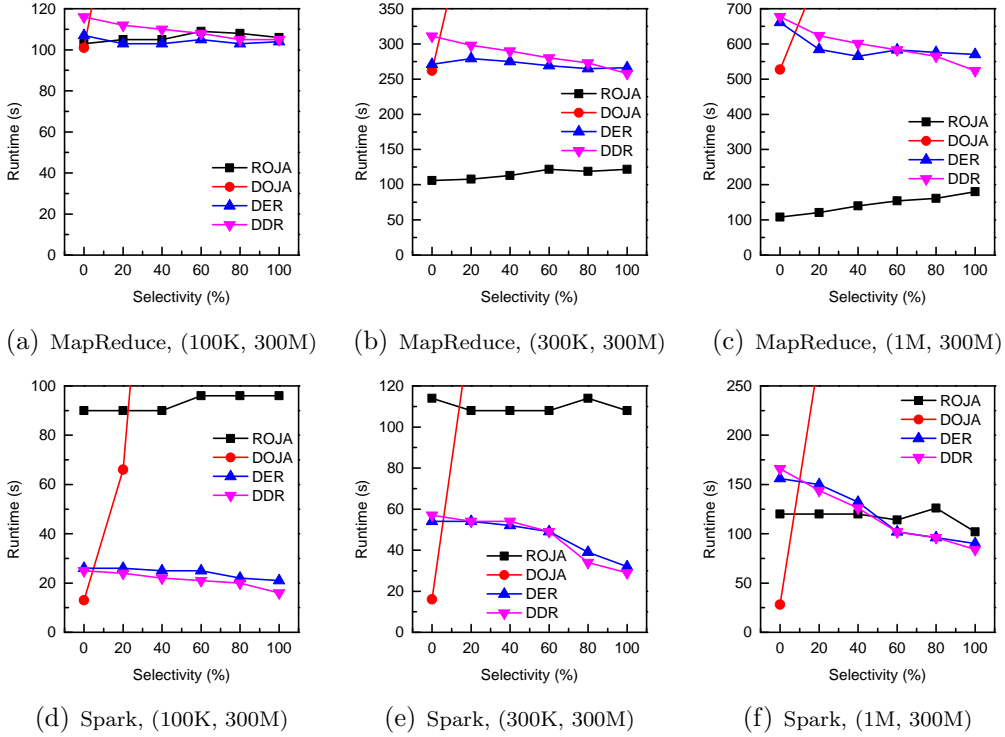 120
100
80
60
40
20
0
Runtime (s)
ROJA
DOJA
DER
DDR
0 20 40 60 80 100
Selectivity (%)
(a) MapReduce, (100K, 300M)
350
300
250
200
150
100
50
0
Runtime (s)
ROJA
DOJA
DER
DDR
0 20 40 60 80 100
Selectivity (%)
(b) MapReduce, (300K, 300M)
700
600
500
400
300
200
100
0
Runtime (s)
ROJA
DOJA
DER
DDR
0 20 40 60 80 100
Selectivity (%)
(c) MapReduce, (1M, 300M)
100
80
60
40
20
0
Runtime (s)
ROJA
DOJA
DER
DDR
0 20 40 60 80 100
Selectivity (%)
(d) Spark, (100K, 300M)
120
100
80
60
40
20
0
Runtime (s)
ROJA
DOJA
DER
DDR
0 20 40 60 80 100
Selectivity (%)
(e) Spark, (300K, 300M)
250
200
150
100
50
0
Runtime (s)
ROJA
DOJA
DER
DDR
0 20 40 60 80 100
Selectivity (%)
(f) Spark, (1M, 300M)